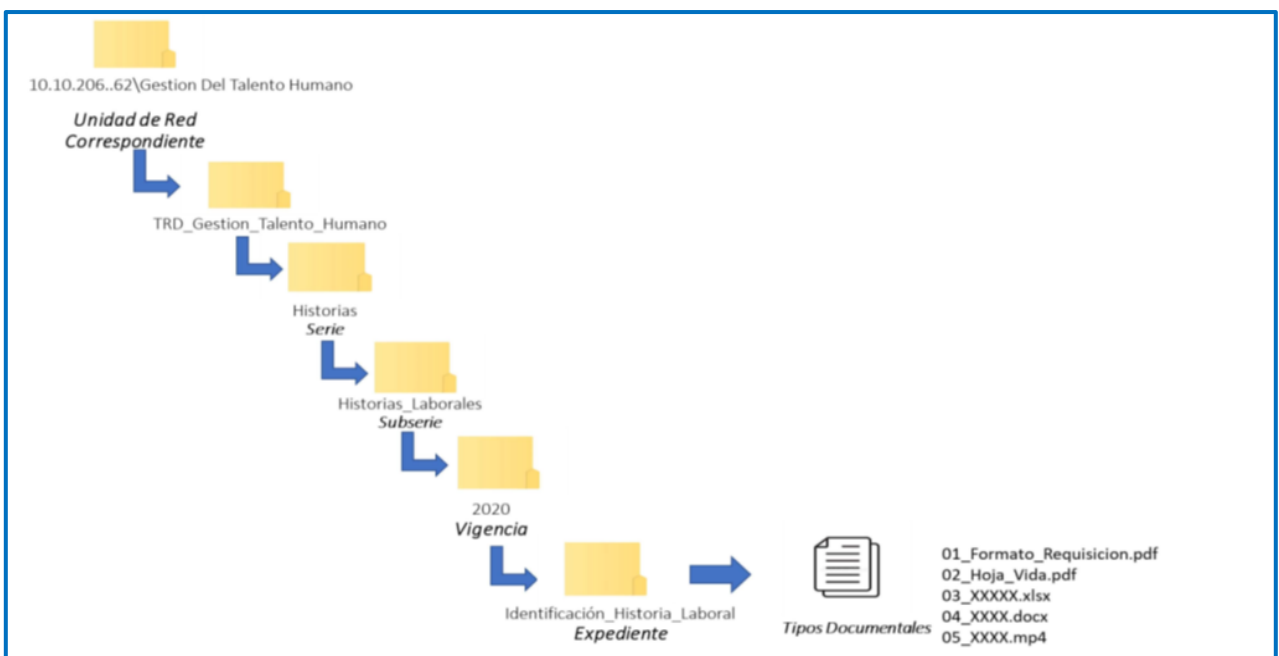 10.10.206..62\Gestion Del Talento Humano
Unidad de Red
Correspondiente
TRD_Gestion_Talento_Humano
Historias
Serie
Historias_Laborales
Subserie
2020
Vigencia
Identificación_Historia_Laboral
Expediente
Tipos Documentales
01_Formato_Requisicion.pdf
02_Hoja_Vida.pdf
03_XXXXX.xlsx
04_XXXX.docx
05_XXXX.mp4